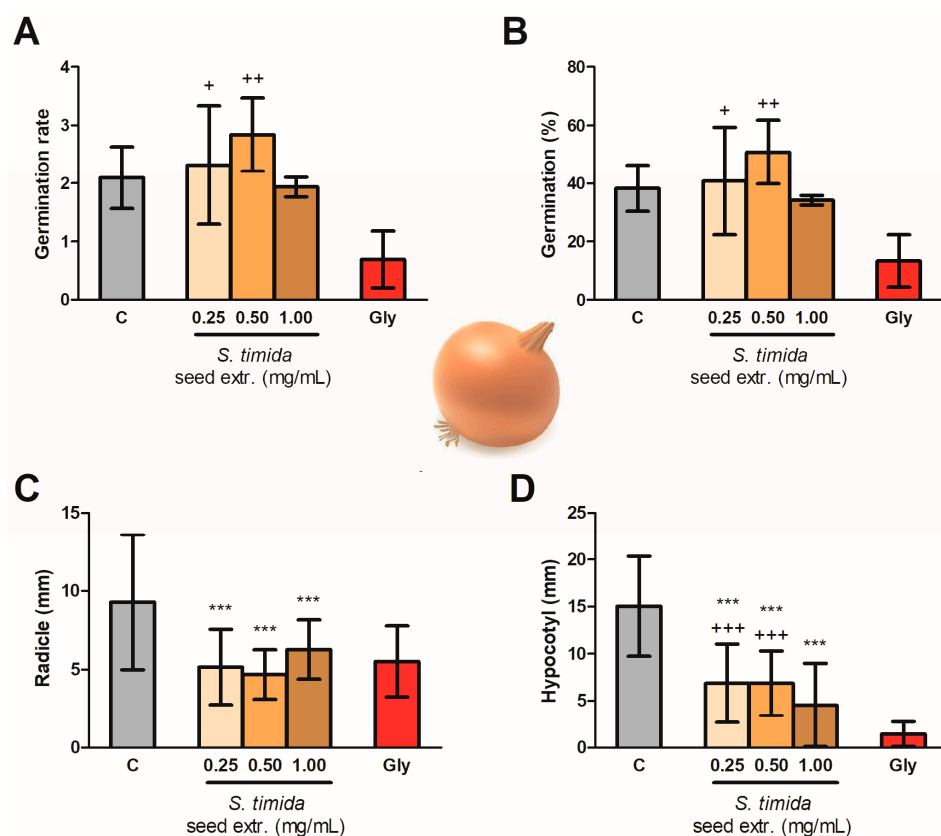 A
4
3
2
1
0
Germination rate
+
++
C
0.25 0.50 1.00
Gly
S. timida
seed extr. (mg/mL)
B
80
60
40
20
0
Germination (%)
+
++
C
0.25 0.50 1.00
Gly
S. timida
seed extr. (mg/mL)
C
15
10
5
0
Radicle (mm)
***
***
***
C
0.25 0.50 1.00
Gly
S. timida
seed extr. (mg/mL)
D
25
20
15
10
5
0
Hypocotyl (mm)
***
+++
***
+++
***
C
0.25 0.50 1.00
Gly
S. timida
seed extr. (mg/mL)